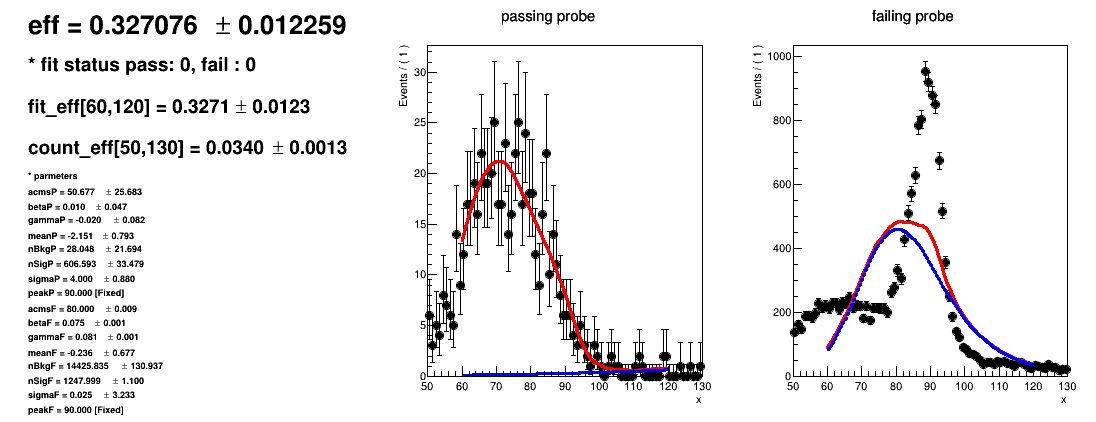 eff = 0.327076 ± 0.012259
* fit status pass: 0, fail : 0
fit_eff[60,120] = 0.3271 ± 0.0123
count_eff[50,130] = 0.0340 ± 0.0013
* parmeters
acmsP = 50.677 ± 25.683
betaP = 0.010 ± 0.047
gammaP = -0.020 ± 0.082
meanP = -2.151 ± 0.793
nBkgP = 28.048 ± 21.694
nSigP = 606.593 ± 33.479
sigmaP = 4.000 ± 0.880
peakP = 90.000 [Fixed]
acmsF = 80.000 ± 0.009
betaF = 0.075 ± 0.001
gammaF = 0.081 ± 0.001
meanF = -0.236 ± 0.677
nBkgF = 14425.835 ± 130.937
nSigF = 1247.999 ± 1.100
sigmaF = 0.025 ± 3.233
peakF = 90.000 [Fixed]
passing probe
Events / ( 1 )
30
25
20
15
10
5
0
50 60 70 80 90 100 110 120 130
x
failing probe
Events / ( 1 )
1000
800
600
400
200
0
50 60 70 80 90 100 110 120 130
x